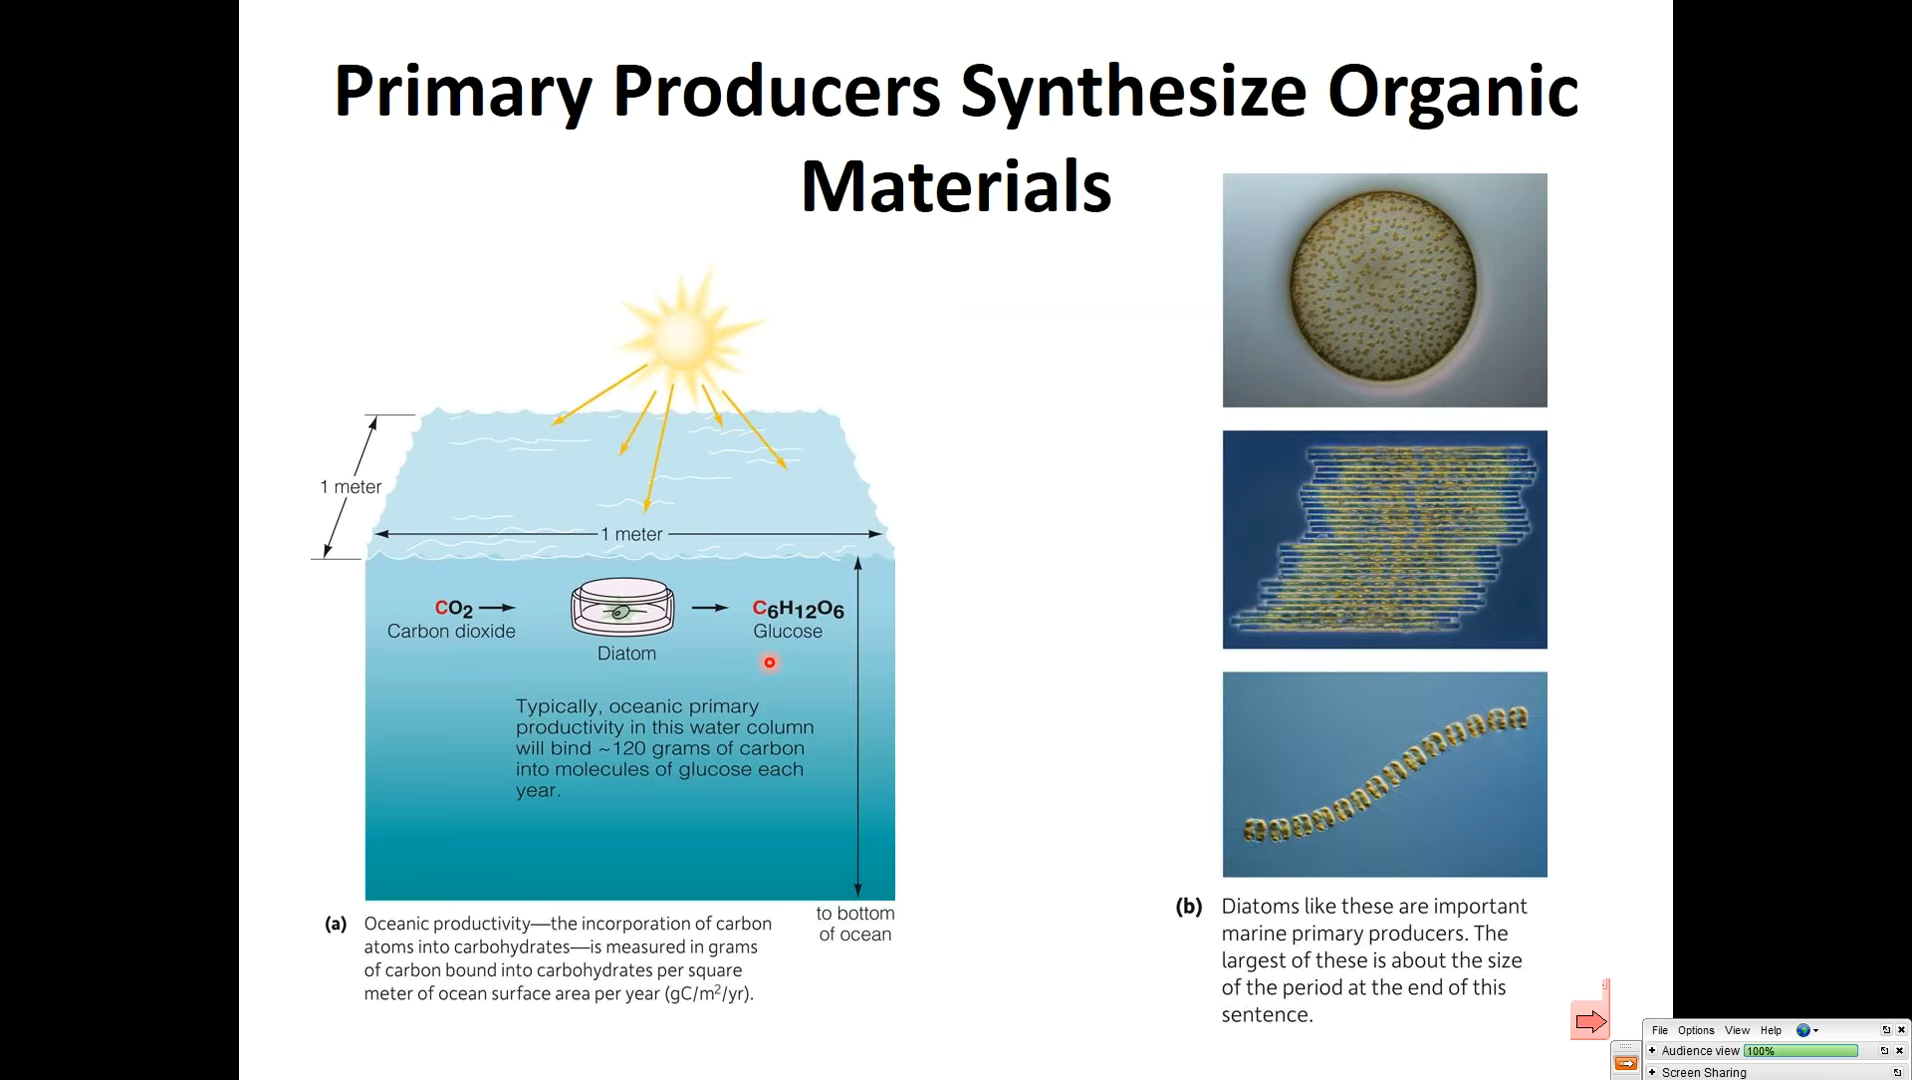 Primary Producers Synthesize Organic
Materials
1 meter
1 meter
CO2
Carbon dioxide
Diatom
C6H12O6
Glucose
Typically, oceanic primary
productivity in this water column
will bind ~120 grams of carbon
into molecules of glucose each
year.
to bottom
of ocean
(a) Oceanic productivity—the incorporation of carbon
atoms into carbohydrates—is measured in grams
of carbon bound into carbohydrates per square
meter of ocean surface area per year (gC/m2/yr).
(b) Diatoms like these are important
marine primary producers. The
largest of these is about the size
of the period at the end of this
sentence.
File Options View Help
Audience view 100%
Screen Sharing